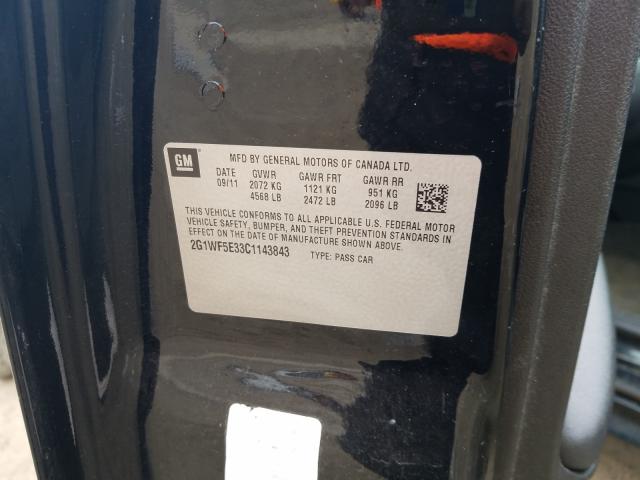 GM
MFD BY GENERAL MOTORS OF CANADA LTD.
DATE GVWR GAWR FRT GAWR RR
09/11 2072 KG 1121 KG 951 KG
4568 LB 2472 LB 2096 LB
THIS VEHICLE CONFORMS TO ALL APPLICABLE U.S. FEDERAL MOTOR
VEHICLE SAFETY, BUMPER, AND THEFT PREVENTION STANDARDS IN
EFFECT ON THE DATE OF MANUFACTURE SHOWN ABOVE.
2G1WF5E33C1143843 TYPE: PASS CAR